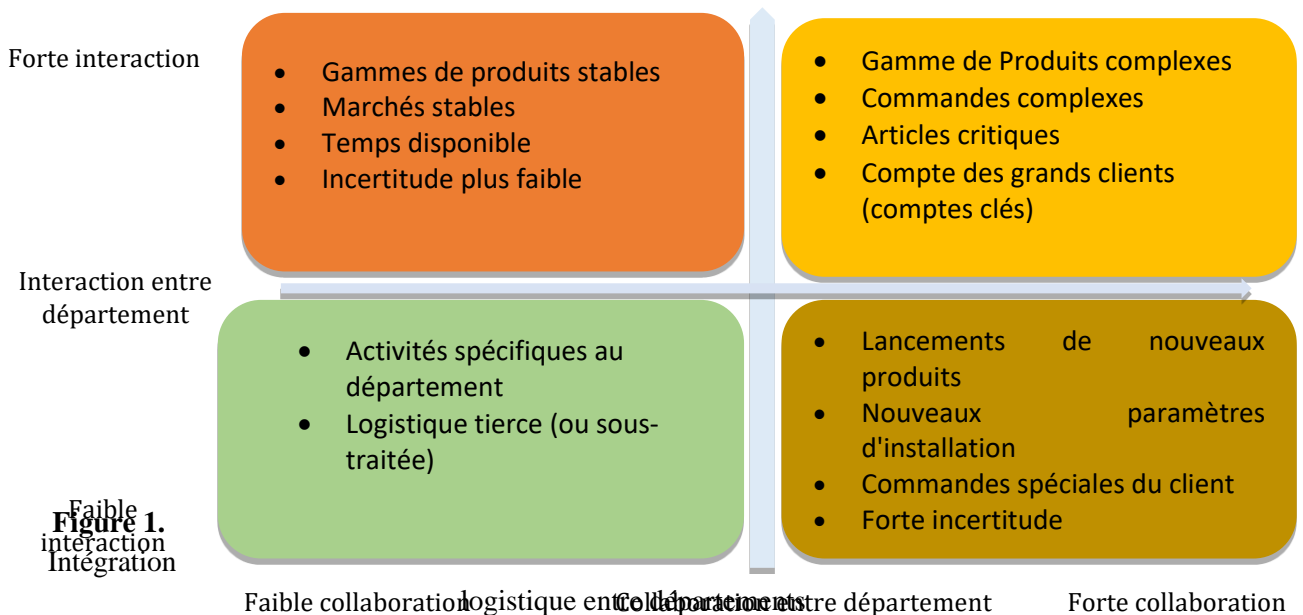 Forte interaction
• Gammes de produits stables
• Marchés stables
• Temps disponible
• Incertitude plus faible
• Gamme de Produits complexes
• Commandes complexes
• Articles critiques
• Compte des grands clients
(comptes clés)
Interaction entre
département
• Activités spécifiques au
département
• Logistique tierce (ou sous-
traitée)
• Lancements de nouveaux
produits
• Nouveaux paramètres
d'installation
• Commandes spéciales du client
• Forte incertitude
Faible
interaction
Figure 1.
Intégration
logistique entre départements
Faible collaboration
Collaboration entre département
Forte collaboration